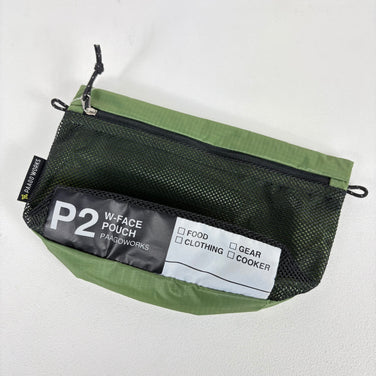 PAAGO WORKS
P2
W-FACE
POUCH
PAAGOWORKS
☐ FOOD ☐ GEAR
☐ CLOTHING ☐ COOKER